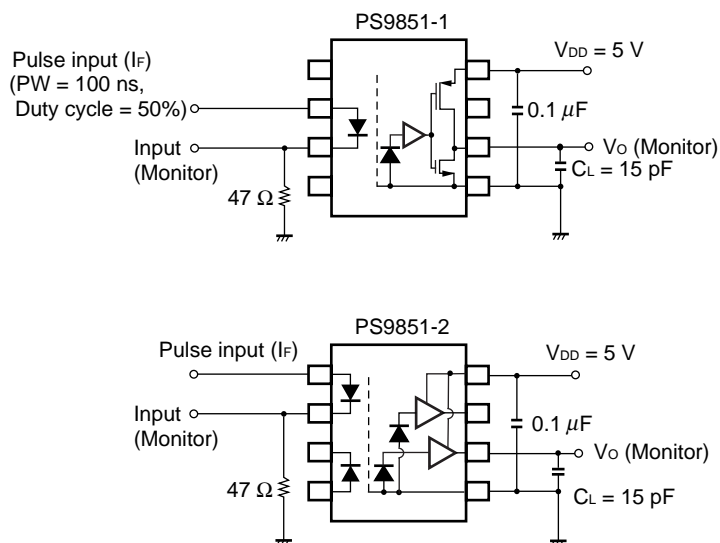 PS9851-1
Pulse input (IF)
(PW = 100 ns,
Duty cycle = 50%)
Input
(Monitor)
47 Ω
VDD = 5 V
0.1 μF
VO (Monitor)
CL = 15 pF
PS9851-2
Pulse input (IF)
Input
(Monitor)
47 Ω
VDD = 5 V
0.1 μF
VO (Monitor)
CL = 15 pF